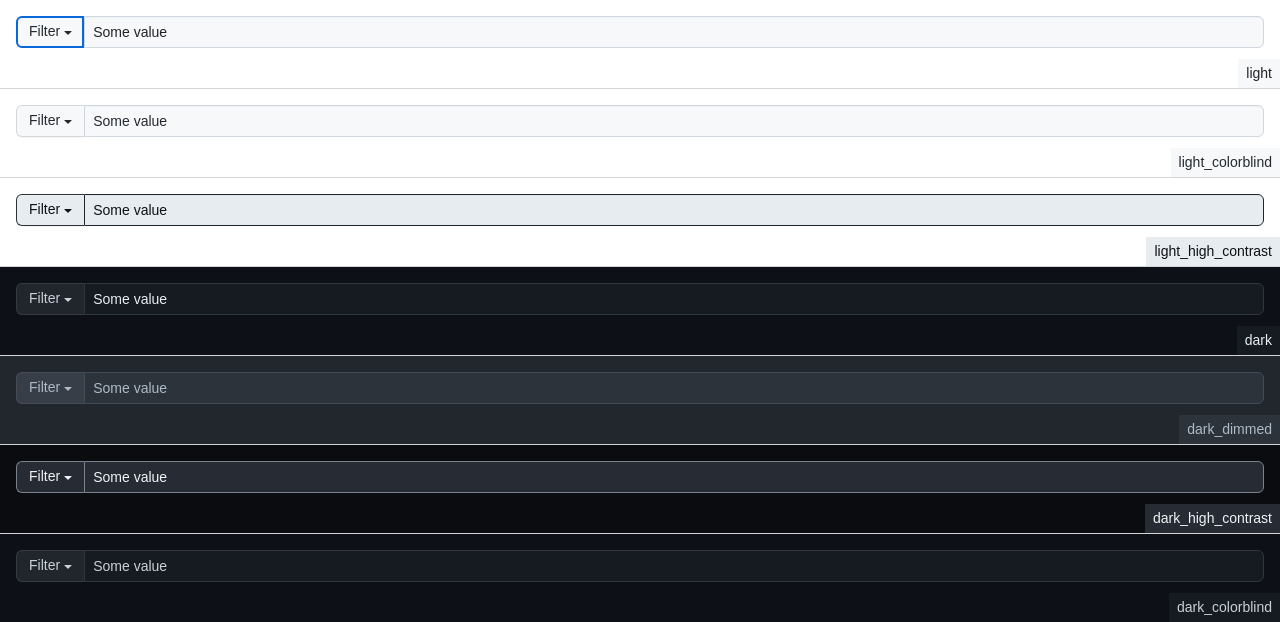 Filter Some value
light
Filter Some value
light_colorblind
Filter Some value
light_high_contrast
Filter Some value
dark
Filter Some value
dark_dimmed
Filter Some value
dark_high_contrast
Filter Some value
dark_colorblind